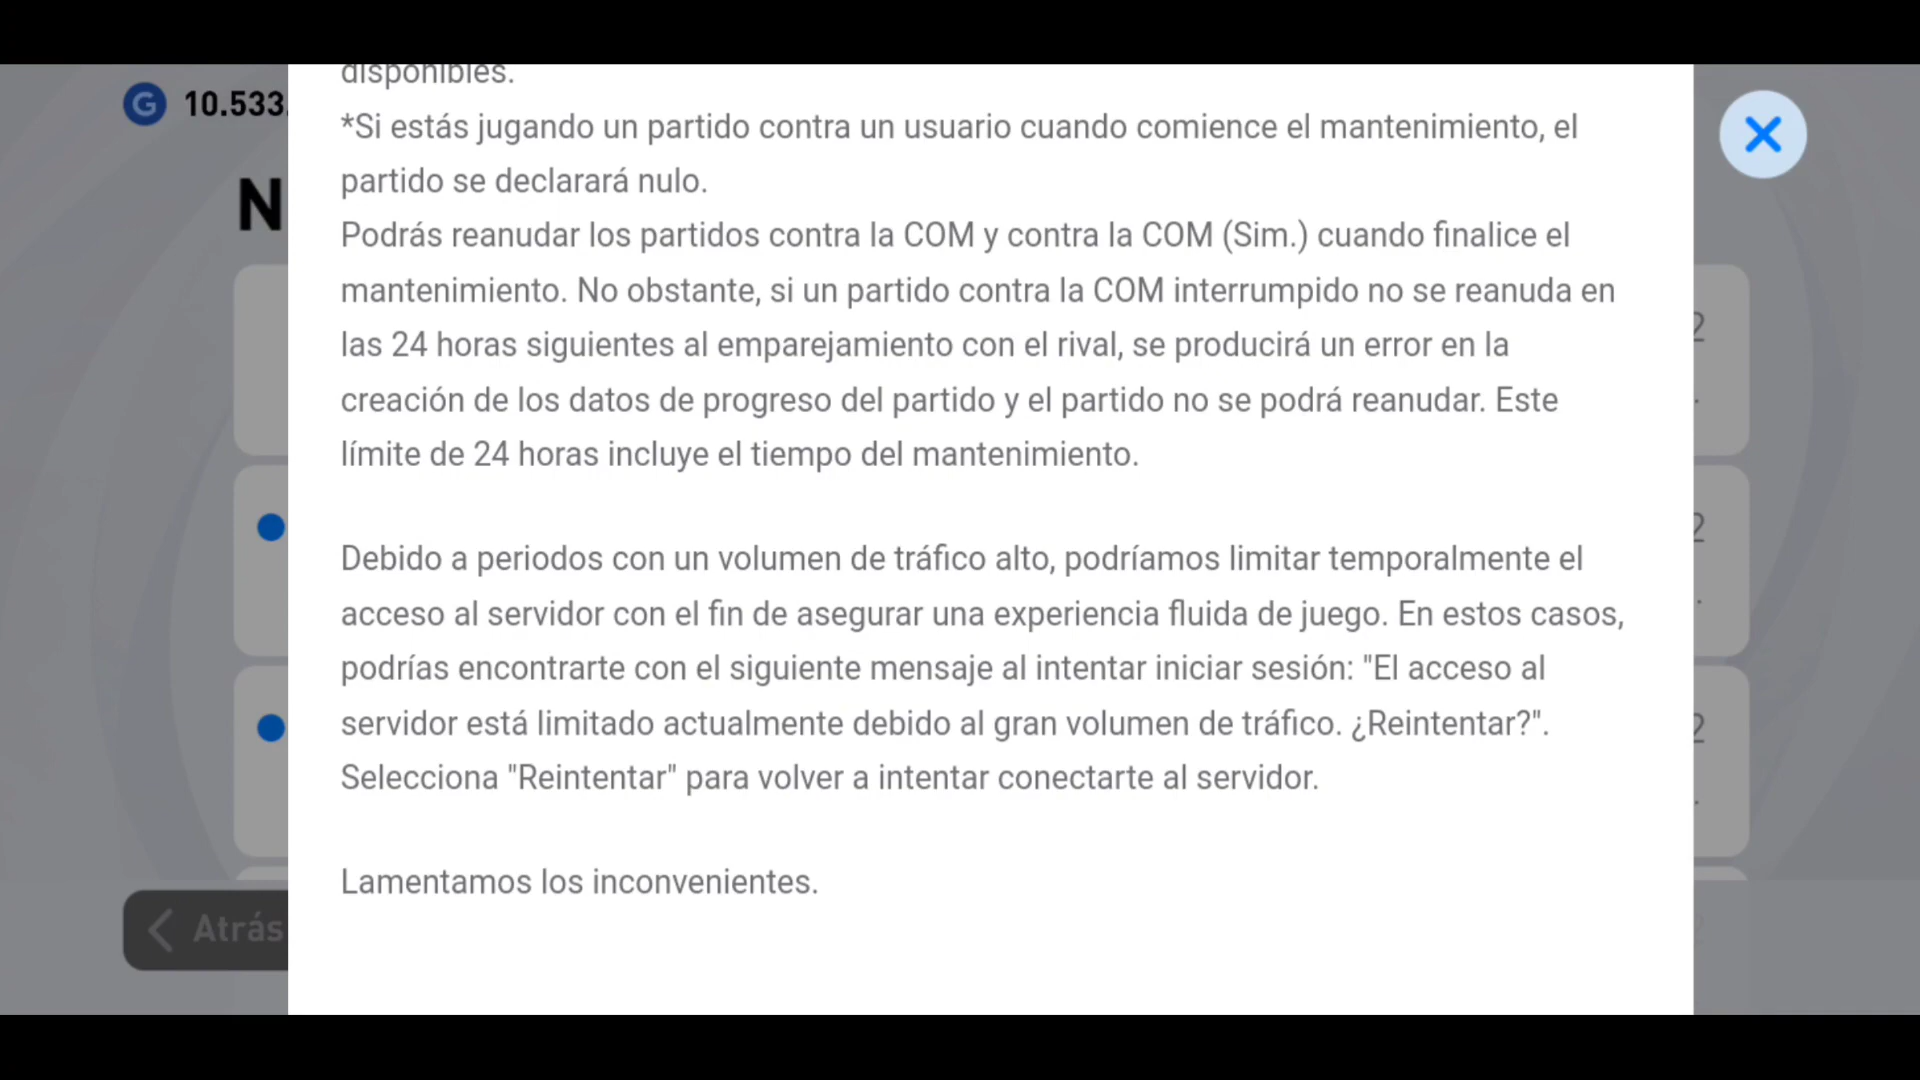 disponibles.
10.533
*Si estás jugando un partido contra un usuario cuando comience el mantenimiento, el
partido se declarará nulo.
N
Podrás reanudar los partidos contra la COM y contra la COM (Sim.) cuando finalice el
mantenimiento. No obstante, si un partido contra la COM interrumpido no se reanuda en
las 24 horas siguientes al emparejamiento con el rival, se producirá un error en la
creación de los datos de progreso del partido y el partido no se podrá reanudar. Este
límite de 24 horas incluye el tiempo del mantenimiento.
Debido a periodos con un volumen de tráfico alto, podríamos limitar temporalmente el
acceso al servidor con el fin de asegurar una experiencia fluida de juego. En estos casos,
podrías encontrarte con el siguiente mensaje al intentar iniciar sesión: "El acceso al
servidor está limitado actualmente debido al gran volumen de tráfico. ¿Reintentar?".
Selecciona "Reintentar" para volver a intentar conectarte al servidor.
Lamentamos los inconvenientes.
Atrás